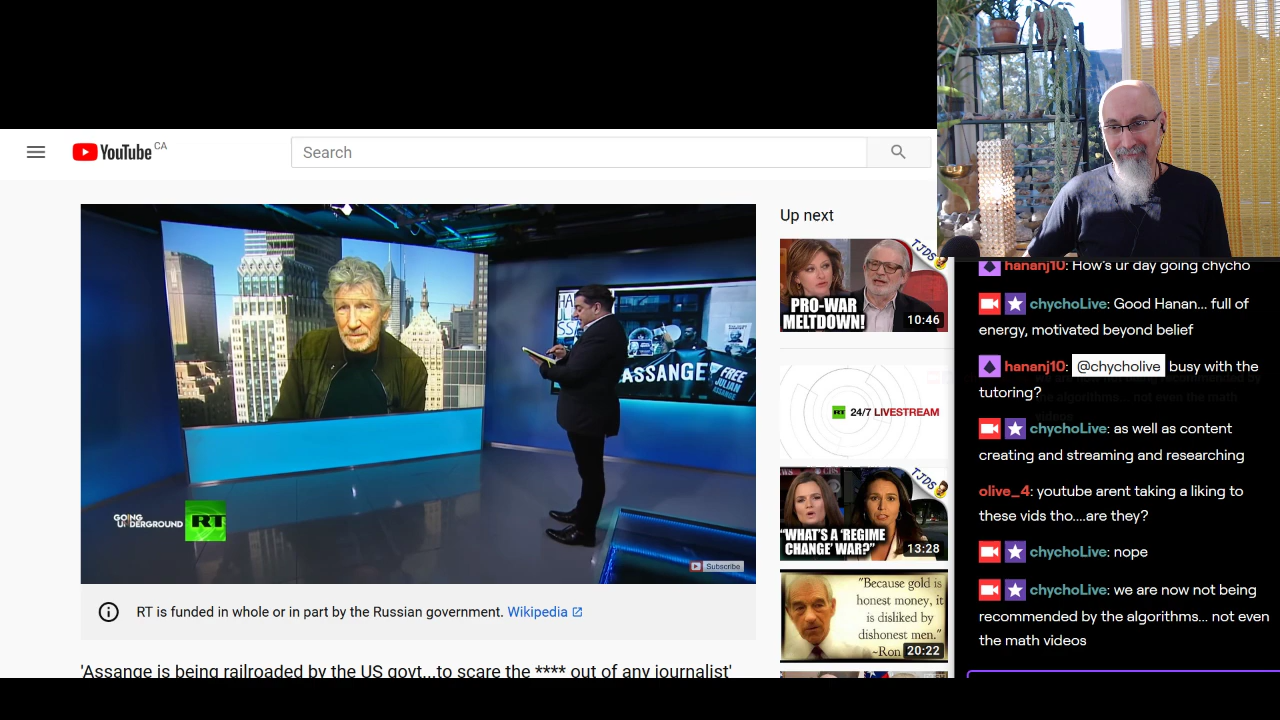 YouTube CA
Search
HA
JUL
SSA
ASSANGE
FREE
JULIAN
ASSANGE
GOING
UNDERGROUND
RT
Subscribe
RT is funded in whole or in part by the Russian government. Wikipedia
'Assange is being railroaded by the US govt...to scare the **** out of any journalist'
Up next
TJDS
PRO-WAR
MELTDOWN!
10:46
RT 24/7 LIVESTREAM
TJDS
"WHAT'S A 'REGIME
CHANGE' WAR?"
13:28
"Because gold is
honest money, it
is disliked by
dishonest men."
~Ron
20:22
hananj10: How's ur day going chycho
chychoLive: Good Hanan... full of
energy, motivated beyond belief
hananj10: @chycholive busy with the
tutoring?
chychoLive: as well as content
creating and streaming and researching
olive_4: youtube arent taking a liking to
these vids tho....are they?
chychoLive: nope
chychoLive: we are now not being
recommended by the algorithms... not even
the math videos